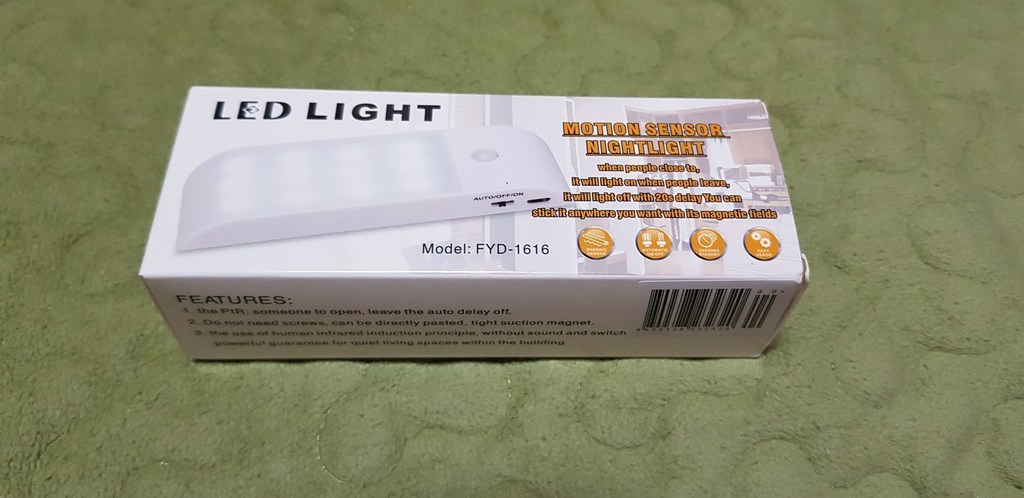 LED LIGHT
MOTION SENSOR
NIGHTLIGHT
when people close to,
it will light on when people leave,
it will light off with 20s delay You can
stick it anywhere you want with its magnetic fields
AUTO/OFF/ON
Model: FYD-1616
FEATURES:
1. the PIR: someone to open, leave the auto delay off.
2. Do not need screws, can be directly pasted, tight suction magnet.
3. the use of human infrared induction principle, without sound and switch
powerful guarantee for quiet living spaces within the building.